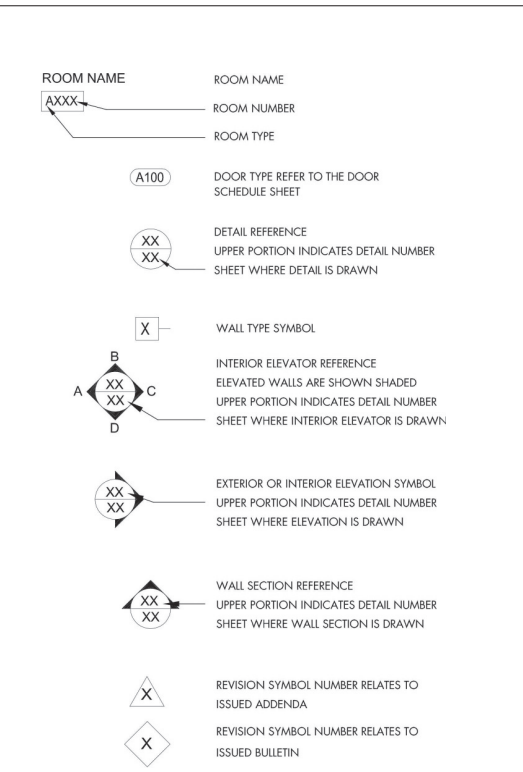 ROOM NAME ROOM NAME
AXXX ROOM NUMBER
ROOM TYPE
A100 DOOR TYPE REFER TO THE DOOR
SCHEDULE SHEET
DETAIL REFERENCE
XX UPPER PORTION INDICATES DETAIL NUMBER
XX SHEET WHERE DETAIL IS DRAWN
X WALL TYPE SYMBOL
B INTERIOR ELEVATOR REFERENCE
XX ELEVATED WALLS ARE SHOWN SHADED
A C
XX UPPER PORTION INDICATES DETAIL NUMBER
D SHEET WHERE INTERIOR ELEVATOR IS DRAWN
EXTERIOR OR INTERIOR ELEVATION SYMBOL
XX UPPER PORTION INDICATES DETAIL NUMBER
XX SHEET WHERE ELEVATION IS DRAWN
WALL SECTION REFERENCE
XX UPPER PORTION INDICATES DETAIL NUMBER
XX SHEET WHERE WALL SECTION IS DRAWN
X REVISION SYMBOL NUMBER RELATES TO
ISSUED ADDENDA
X REVISION SYMBOL NUMBER RELATES TO
ISSUED BULLETIN